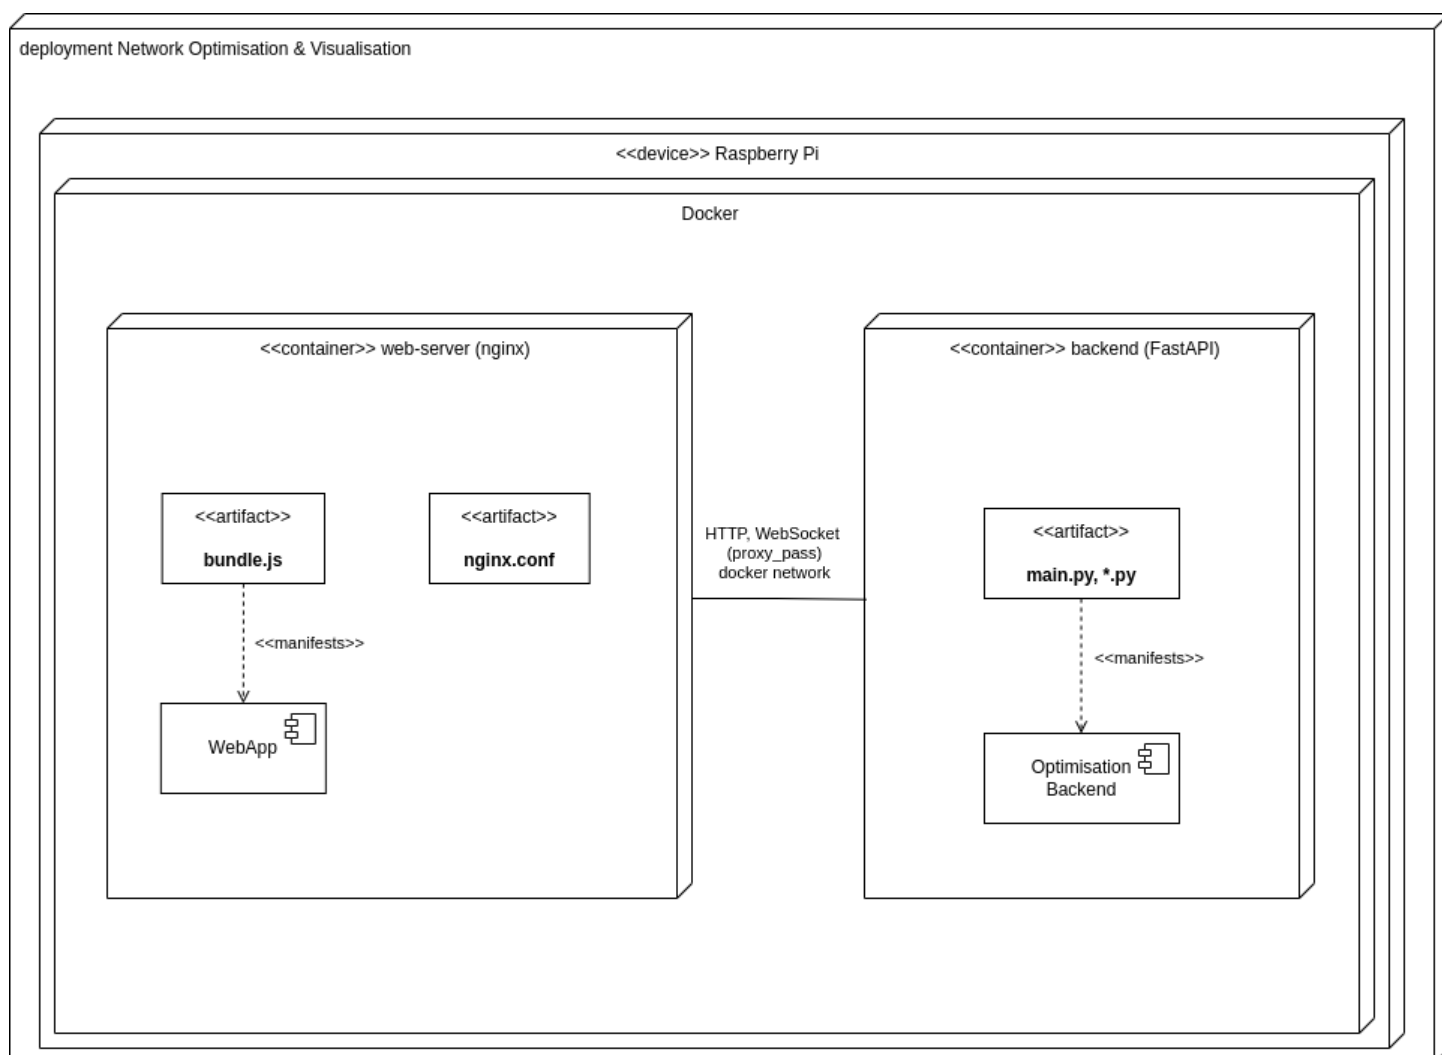 deployment Network Optimisation & Visualisation
<<device>> Raspberry Pi
Docker
<<container>> web-server (nginx)
<<container>> backend (FastAPI)
<<artifact>>
bundle.js
<<artifact>>
nginx.conf
HTTP, WebSocket
(proxy_pass)
docker network
<<artifact>>
main.py, *.py
<<manifests>>
<<manifests>>
WebApp
Optimisation
Backend